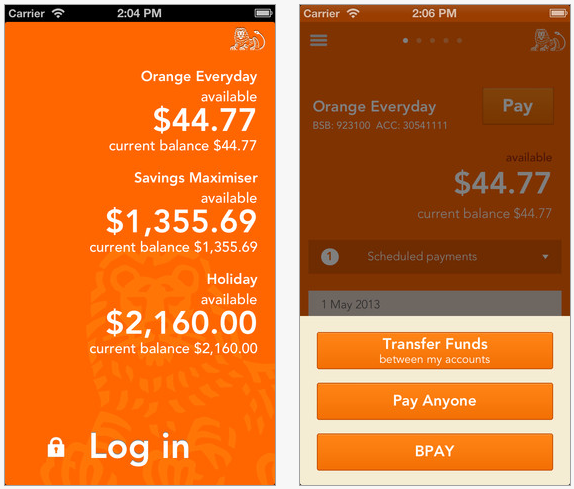 Carrier 2:04 PM
Orange Everyday
available
$44.77
current balance $44.77
Savings Maximiser
available
$1,355.69
current balance $1,355.69
Holiday
available
$2,160.00
current balance $2,160.00
Log in
Carrier 2:06 PM
Orange Everyday
BSB: 923100 ACC: 30541111
Pay
available
$44.77
current balance $44.77
1 Scheduled payments
1 May 2013
Transfer Funds
between my accounts
Pay Anyone
BPAY